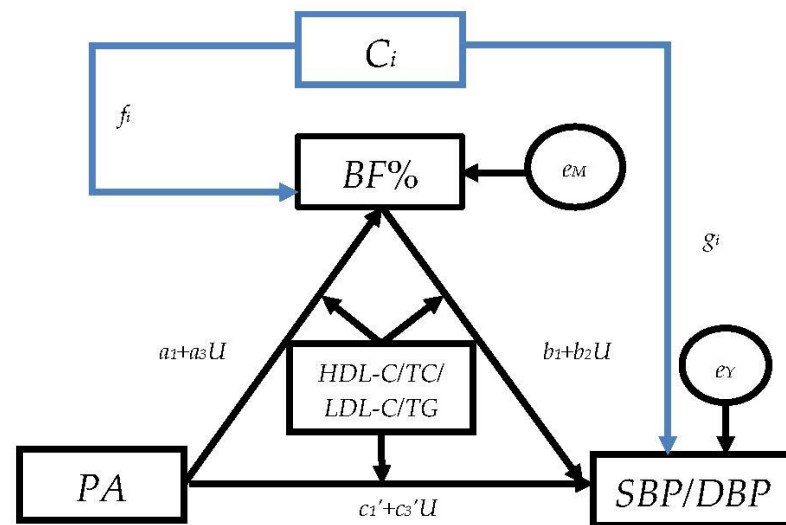 Ci
fi
BF%
eM
gi
a1+a3U
b1+b2U
HDL-C/TC/
LDL-C/TG
eY
PA
c1'+c3'U
SBP/DBP